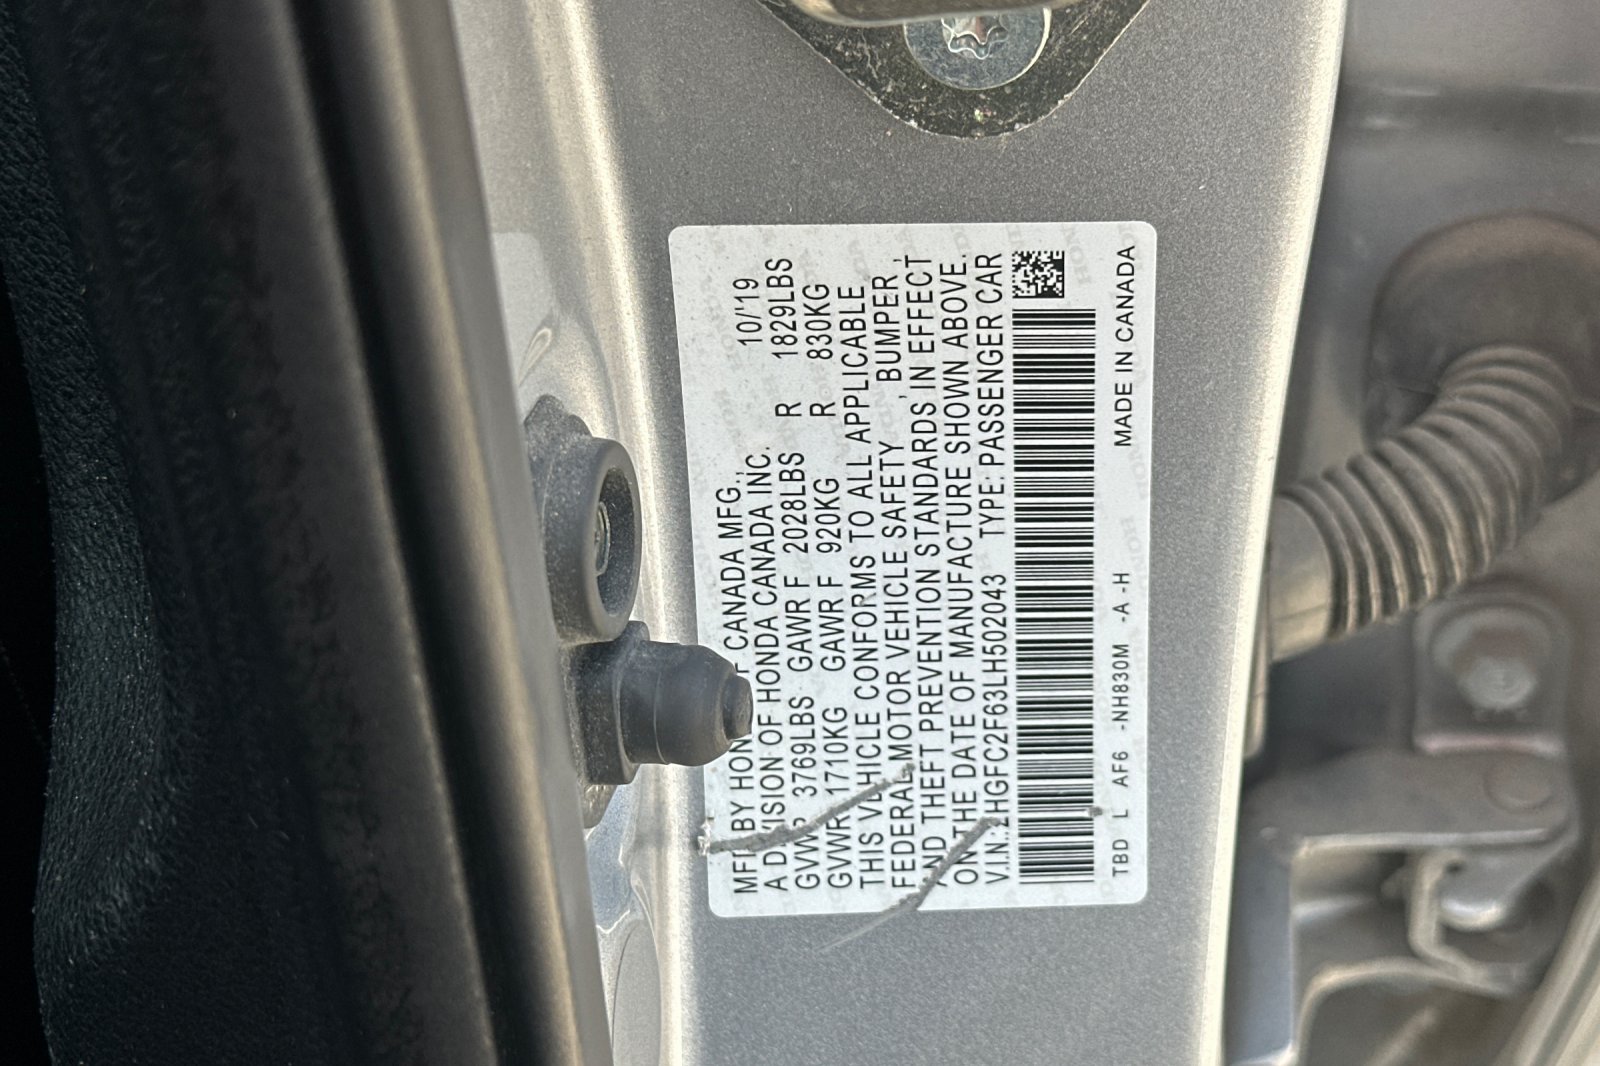 MFD BY HONDA OF CANADA MFG.,
A DIVISION OF HONDA CANADA INC. 10/'19
GVWR 3769LBS GAWR F 2028LBS R 1829LBS
GVWR 1710KG GAWR F 920KG R 830KG
THIS VEHICLE CONFORMS TO ALL APPLICABLE
FEDERAL MOTOR VEHICLE SAFETY , BUMPER,
AND THEFT PREVENTION STANDARDS IN EFFECT
ON THE DATE OF MANUFACTURE SHOWN ABOVE.
V.I.N.:2HGFC2F63LH502043 TYPE: PASSENGER CAR
TBD L AF6 -NH830M -A -H MADE IN CANADA